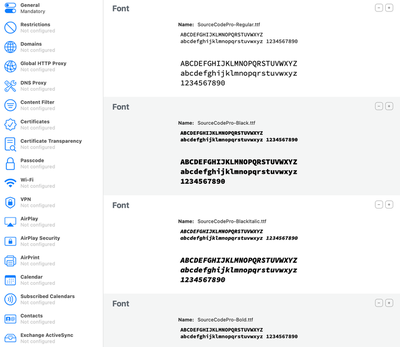 General
Mandatory
Restrictions
Not configured
Domains
Not configured
Global HTTP Proxy
Not configured
DNS Proxy
Not configured
Content Filter
Not configured
Certificates
Not configured
Certificate Transparency
Not configured
Passcode
Not configured
Wi-Fi
Not configured
VPN
Not configured
AirPlay
Not configured
AirPlay Security
Not configured
AirPrint
Not configured
Calendar
Not configured
Subscribed Calendars
Not configured
Contacts
Not configured
Exchange ActiveSync
Not configured
Font
Name: SourceCodePro-Regular.ttf
ABCDEFGHIJKLMNOPQRSTUVWXYZ
abcdefghijklmnopqrstuvwxyz 1234567890
ABCDEFGHIJKLMNOPQRSTUVWXYZ
abcdefghijklmnopqrstuvwxyz
1234567890
Font
Name: SourceCodePro-Black.ttf
ABCDEFGHIJKLMNOPQRSTUVWXYZ
abcdefghijklmnopqrstuvwxyz 1234567890
ABCDEFGHIJKLMNOPQRSTUVWXYZ
abcdefghijklmnopqrstuvwxyz
1234567890
Font
Name: SourceCodePro-BlackItalic.ttf
ABCDEFGHIJKLMNOPQRSTUVWXYZ
abcdefghijklmnopqrstuvwxyz 1234567890
ABCDEFGHIJKLMNOPQRSTUVWXYZ
abcdefghijklmnopqrstuvwxyz
1234567890
Font
Name: SourceCodePro-Bold.ttf
ABCDEFGHIJKLMNOPQRSTUVWXYZ
abcdefghijklmnopqrstuvwxyz 1234567890